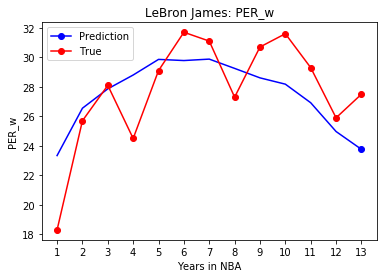 LeBron James: PER_w
Prediction
True
PER_w
32
30
28
26
24
22
20
18
1 2 3 4 5 6 7 8 9 10 11 12 13
Years in NBA